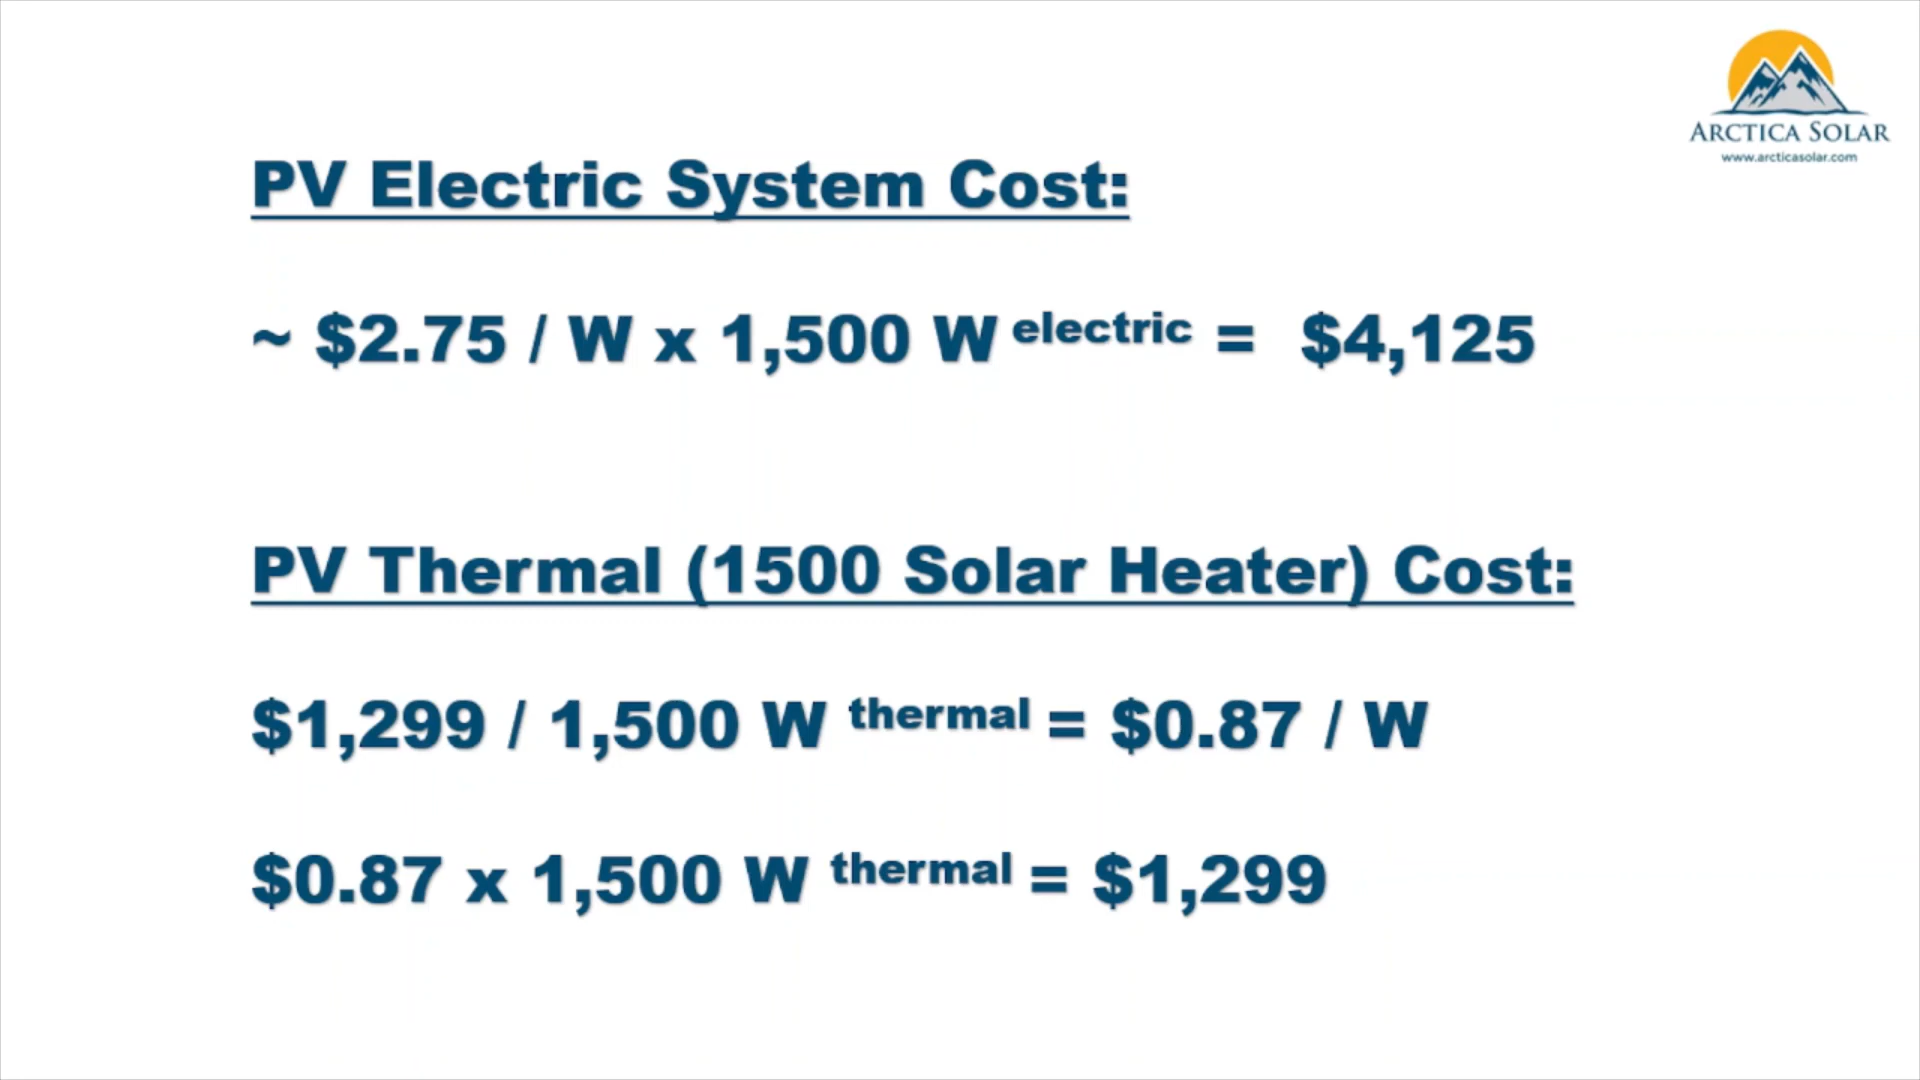 ARCTICA SOLAR
www.arcticasolar.com
PV Electric System Cost:
~ $2.75 / W x 1,500 W electric = $4,125
PV Thermal (1500 Solar Heater) Cost:
$1,299 / 1,500 W thermal = $0.87 / W
$0.87 x 1,500 W thermal = $1,299